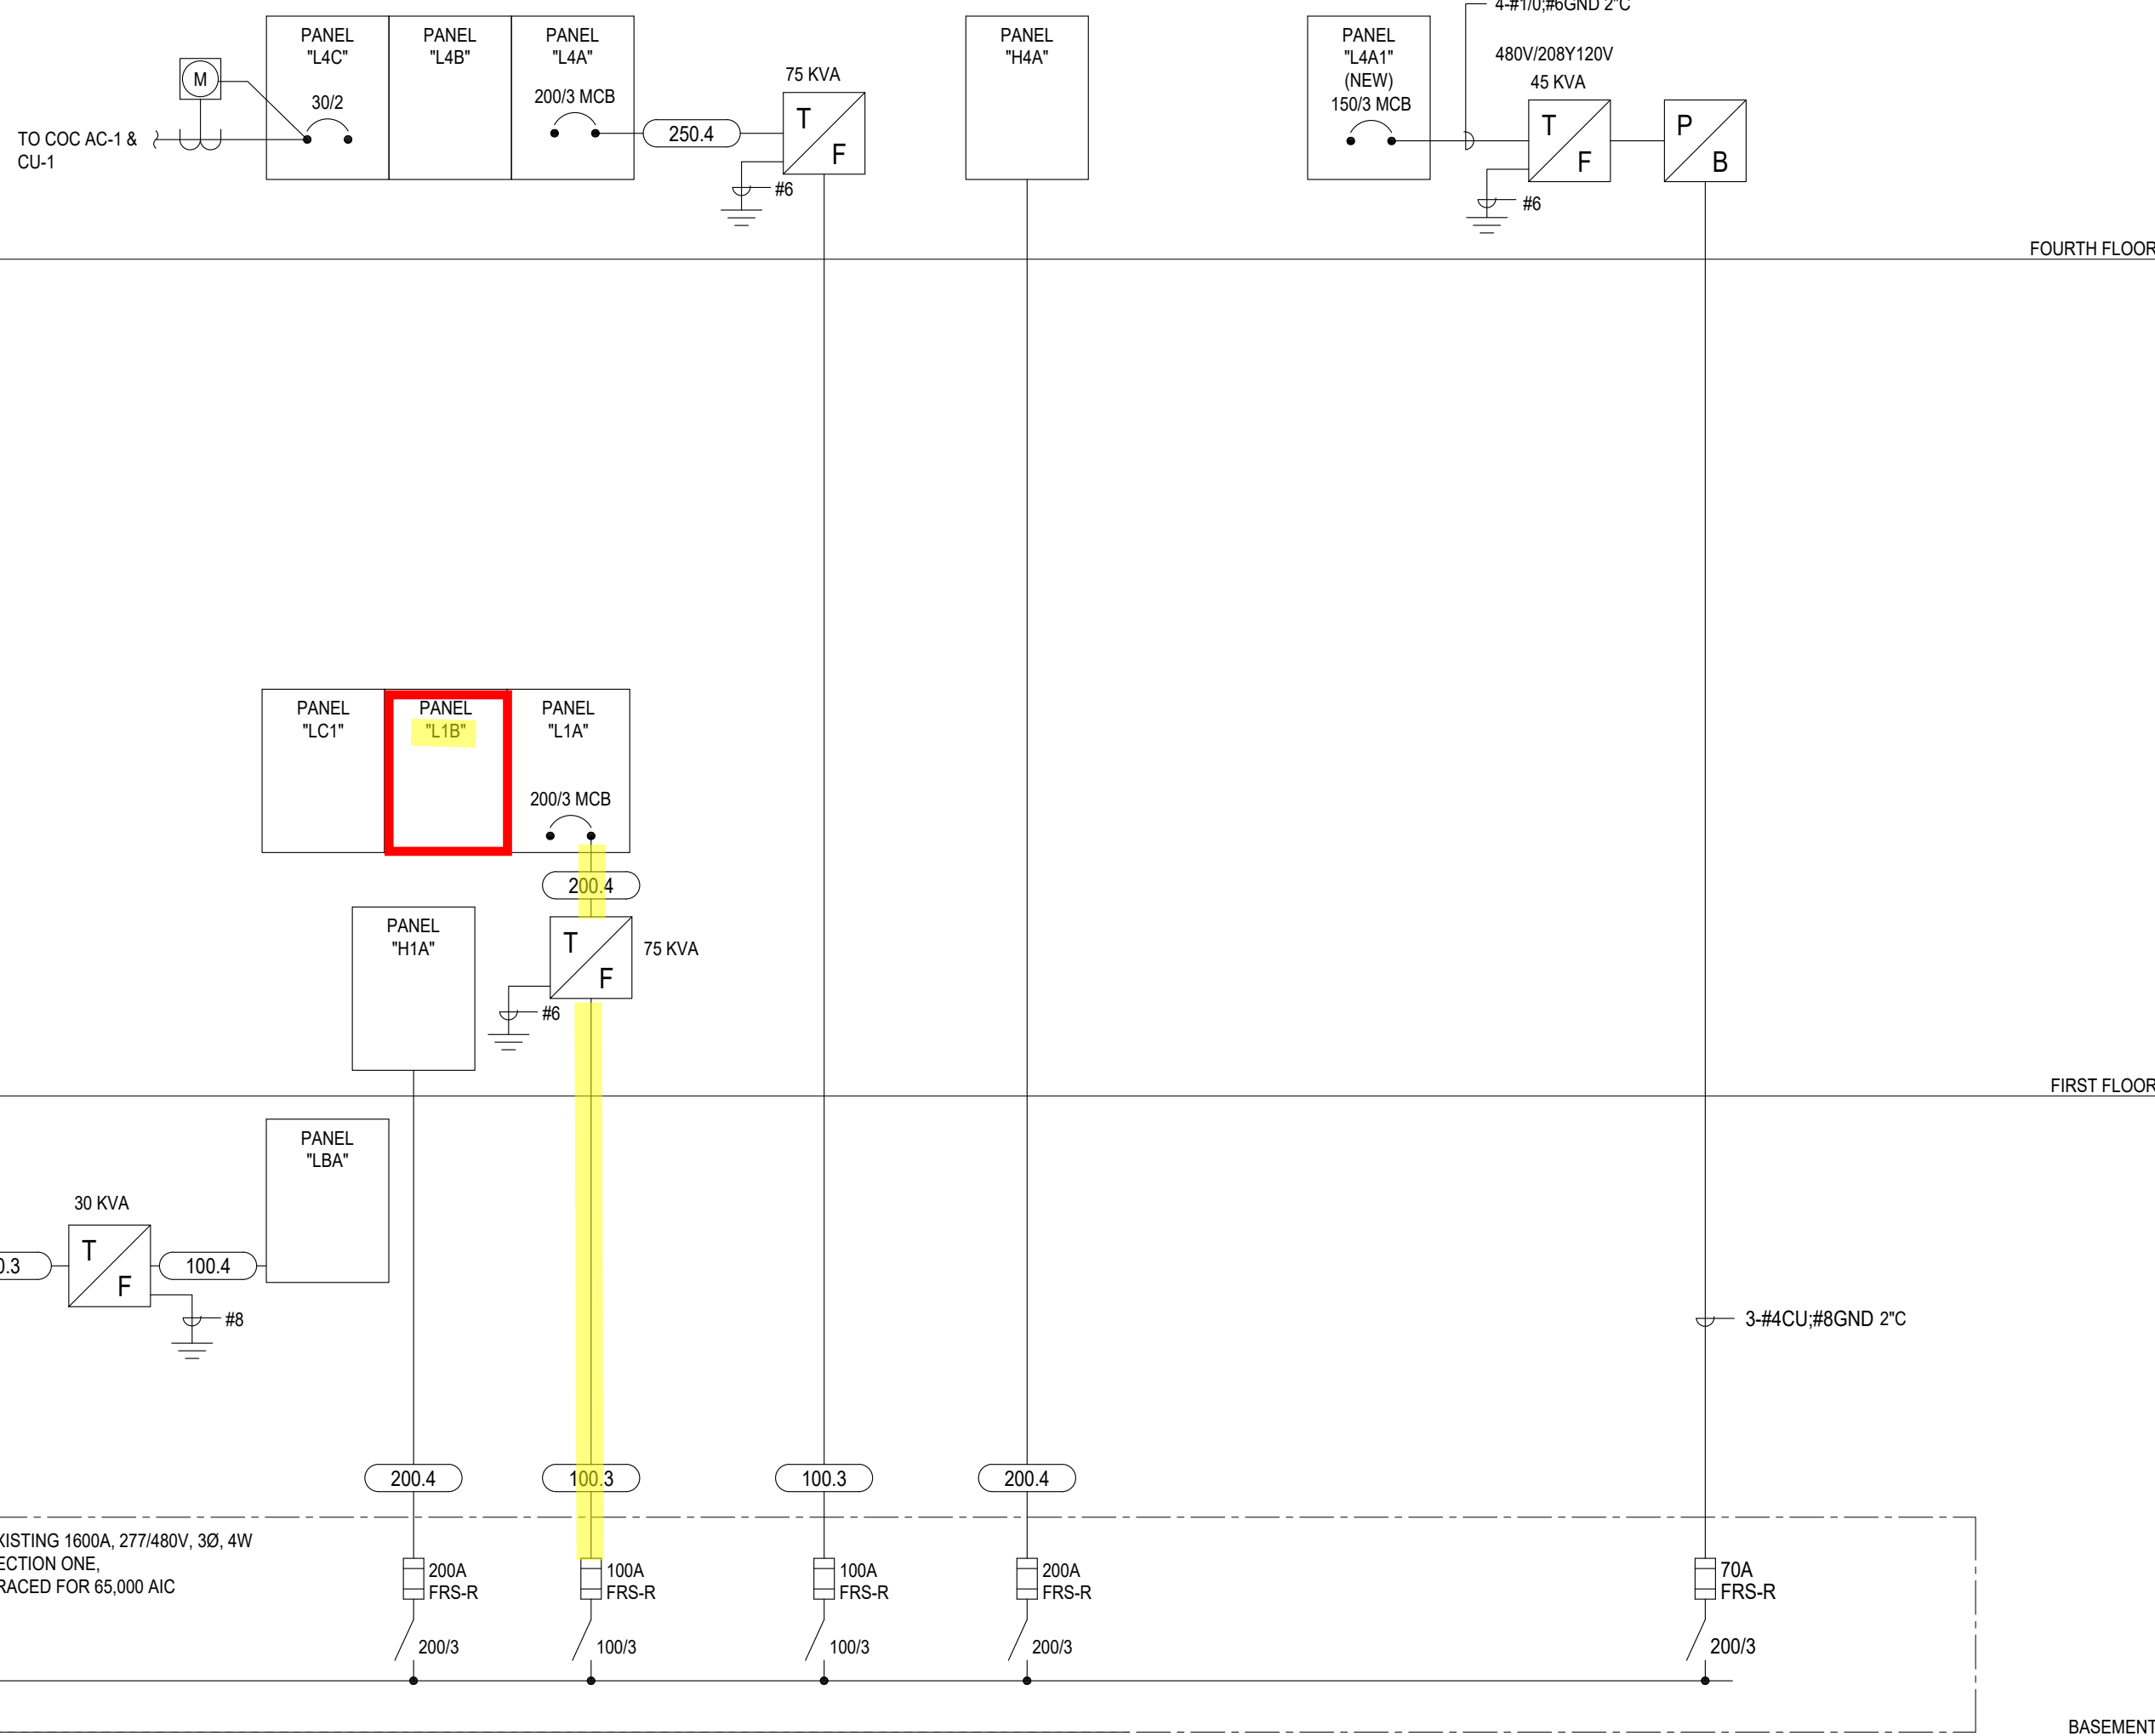 4-#1/0;#6GND 2"C
PANEL
"L4C"
30/2
PANEL
"L4B"
PANEL
"L4A"
200/3 MCB
250.4
75 KVA
T
F
#6
M
TO COC AC-1 &
CU-1
PANEL
"H4A"
PANEL
"L4A1"
(NEW)
150/3 MCB
480V/208Y120V
45 KVA
T
F
#6
P
B
FOURTH FLOOR
PANEL
"LC1"
PANEL
"L1B"
PANEL
"L1A"
200/3 MCB
200.4
PANEL
"H1A"
T
F
75 KVA
#6
FIRST FLOOR
PANEL
"LBA"
30 KVA
0.3
T
F
100.4
#8
3-#4CU;#8GND 2"C
200.4
100.3
100.3
200.4
XISTING 1600A, 277/480V, 3Ø, 4W
ECTION ONE,
RACED FOR 65,000 AIC
200A
FRS-R
100A
FRS-R
100A
FRS-R
200A
FRS-R
70A
FRS-R
200/3
100/3
100/3
200/3
200/3
BASEMENT